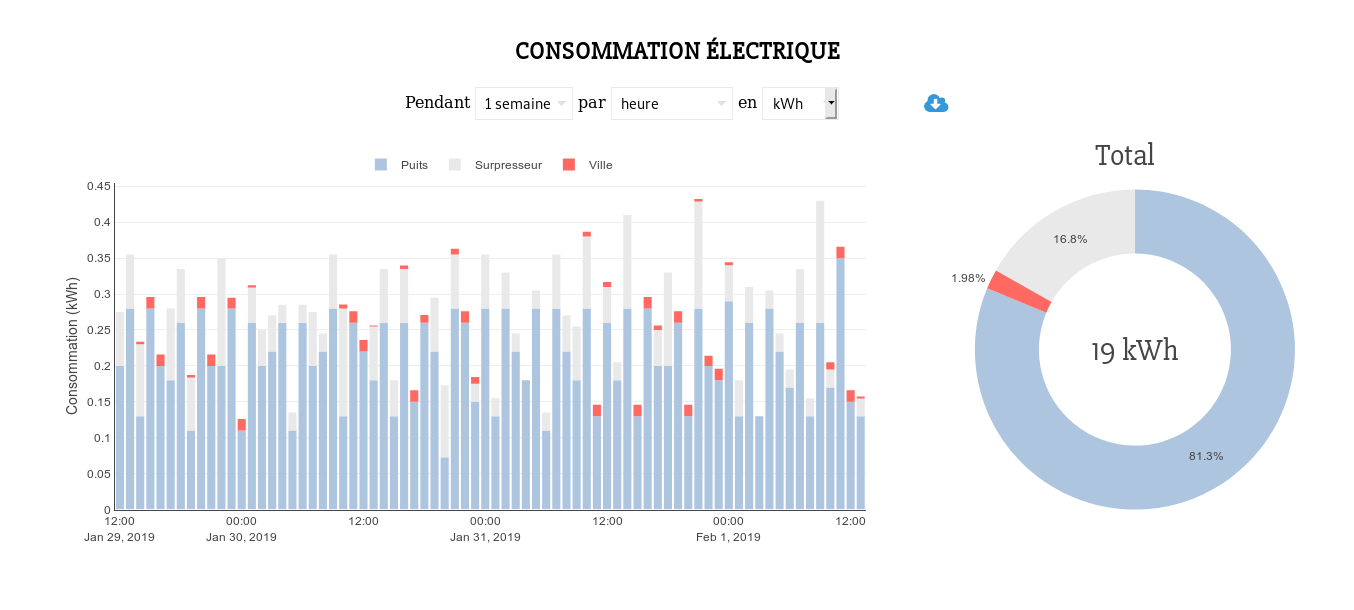 CONSOMMATION ÉLECTRIQUE
Pendant 1 semaine par heure en kWh
Puits Surpresseur Ville
Consommation (kWh)
0.45
0.4
0.35
0.3
0.25
0.2
0.15
0.1
0.05
0
12:00 00:00 12:00 00:00 12:00 00:00 12:00
Jan 29, 2019 Jan 30, 2019 Jan 31, 2019 Feb 1, 2019
Total
16.8%
1.98%
19 kWh
81.3%